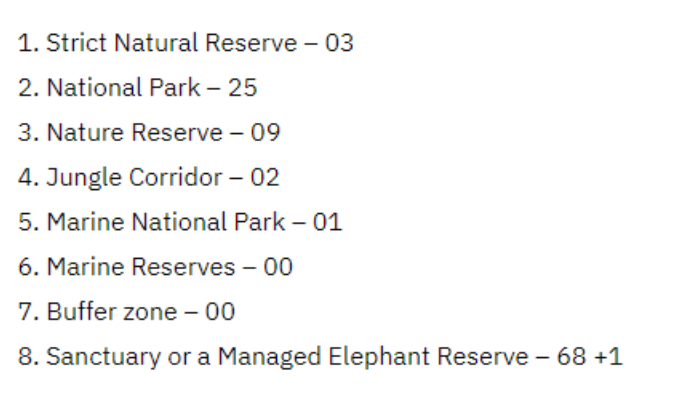 1. Strict Natural Reserve – 03
2. National Park – 25
3. Nature Reserve – 09
4. Jungle Corridor – 02
5. Marine National Park – 01
6. Marine Reserves – 00
7. Buffer zone – 00
8. Sanctuary or a Managed Elephant Reserve – 68 +1